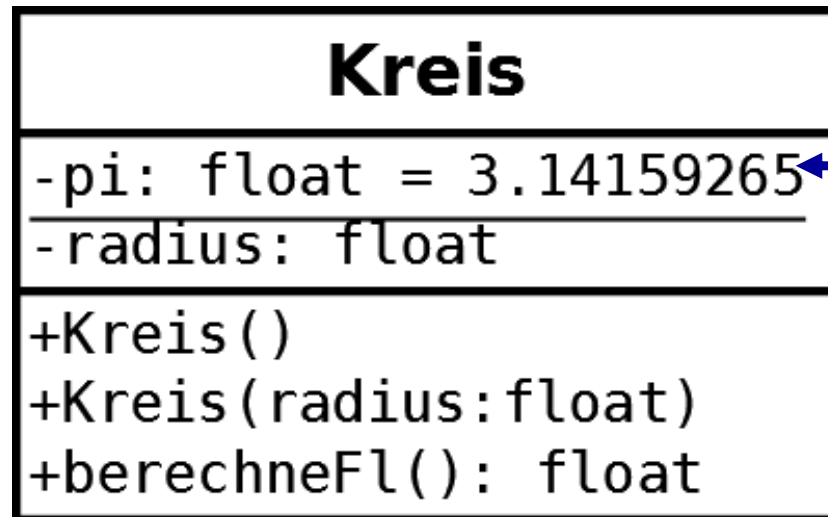 Kreis
-pi: float = 3.14159265
-radius: float
+Kreis()
+Kreis(radius:float)
+berechneFl(): float